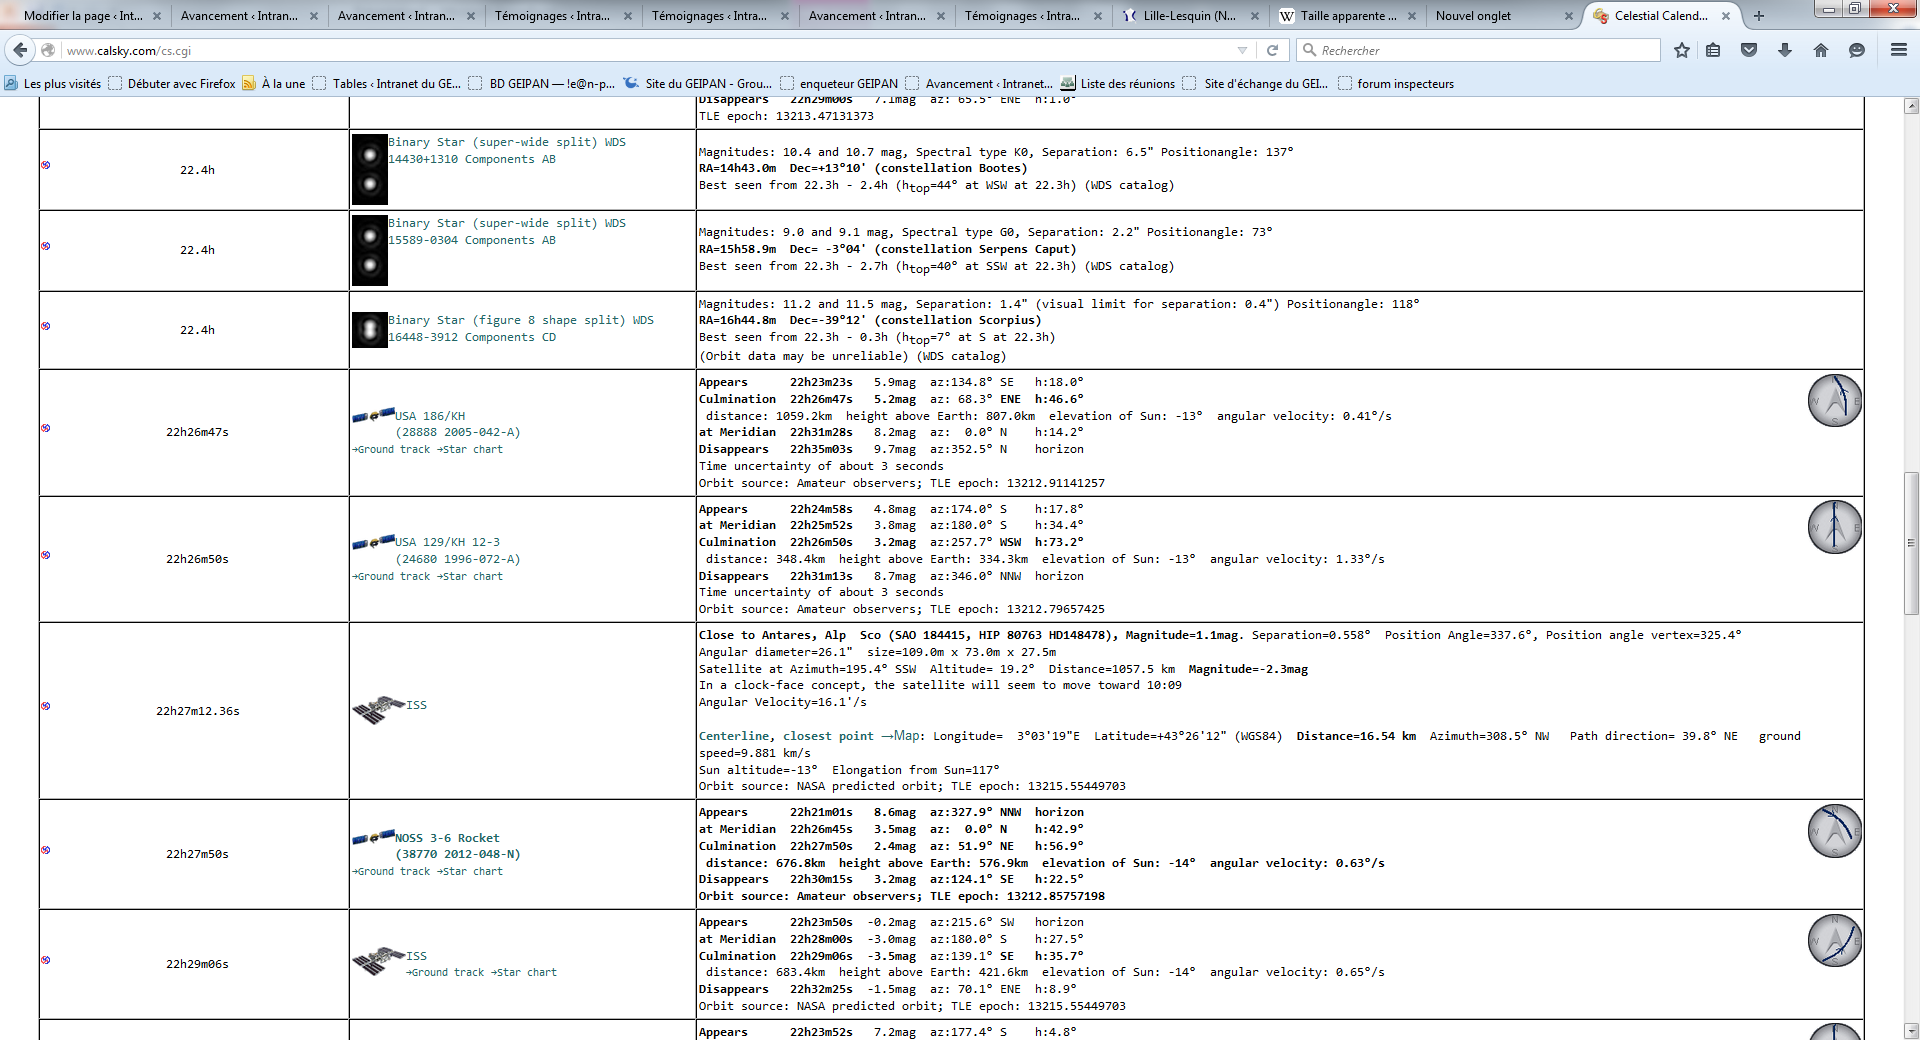 Modifier la page ‹ Int...
Avancement ‹ Intran...
Avancement ‹ Intran...
Témoignages ‹ Intra...
Témoignages ‹ Intra...
Avancement ‹ Intran...
Témoignages ‹ Intra...
Lille-Lesquin (N...
Taille apparente ...
Nouvel onglet
Celestial Calend...
www.calsky.com/cs.cgi
Rechercher
Les plus visités
Débuter avec Firefox
À la une
Tables ‹ Intranet du GE...
BD GEIPAN — !e@n-p...
Site du GEIPAN - Grou...
enqueteur GEIPAN
Avancement ‹ Intranet...
Liste des réunions
Site d'échange du GEI...
forum inspecteurs
Disappears 22h29m00s 7.1mag az: 65.5° ENE h:1.0°
TLE epoch: 13213.47131373
22.4h
Binary Star (super-wide split) WDS
14430+1310 Components AB
Magnitudes: 10.4 and 10.7 mag, Spectral type K0, Separation: 6.5" Positionangle: 137°
RA=14h43.0m Dec=+13°10' (constellation Bootes)
Best seen from 22.3h - 2.4h (htop=44° at WSW at 22.3h) (WDS catalog)
22.4h
Binary Star (super-wide split) WDS
15589-0304 Components AB
Magnitudes: 9.0 and 9.1 mag, Spectral type G0, Separation: 2.2" Positionangle: 73°
RA=15h58.9m Dec= -3°04' (constellation Serpens Caput)
Best seen from 22.3h - 2.7h (htop=40° at SSW at 22.3h) (WDS catalog)
22.4h
Binary Star (figure 8 shape split) WDS
16448-3912 Components CD
Magnitudes: 11.2 and 11.5 mag, Separation: 1.4" (visual limit for separation: 0.4") Positionangle: 118°
RA=16h44.8m Dec=-39°12' (constellation Scorpius)
Best seen from 22.3h - 0.3h (htop=7° at S at 22.3h)
(Orbit data may be unreliable) (WDS catalog)
22h26m47s
USA 186/KH
(28888 2005-042-A)
→Ground track →Star chart
Appears 22h23m23s 5.9mag az:134.8° SE h:18.0°
Culmination 22h26m47s 5.2mag az: 68.3° ENE h:46.6°
distance: 1059.2km height above Earth: 807.0km elevation of Sun: -13° angular velocity: 0.41°/s
at Meridian 22h31m28s 8.2mag az: 0.0° N h:14.2°
Disappears 22h35m03s 9.7mag az:352.5° N horizon
Time uncertainty of about 3 seconds
Orbit source: Amateur observers; TLE epoch: 13212.91141257
22h26m50s
USA 129/KH 12-3
(24680 1996-072-A)
→Ground track →Star chart
Appears 22h24m58s 4.8mag az:174.0° S h:17.8°
at Meridian 22h25m52s 3.8mag az:180.0° S h:34.4°
Culmination 22h26m50s 3.2mag az:257.7° WSW h:73.2°
distance: 348.4km height above Earth: 334.3km elevation of Sun: -13° angular velocity: 1.33°/s
Disappears 22h31m13s 8.7mag az:346.0° NNW horizon
Time uncertainty of about 3 seconds
Orbit source: Amateur observers; TLE epoch: 13212.79657425
22h27m12.36s
ISS
Close to Antares, Alp Sco (SAO 184415, HIP 80763 HD148478), Magnitude=1.1mag. Separation=0.558° Position Angle=337.6°, Position angle vertex=325.4°
Angular diameter=26.1" size=109.0m x 73.0m x 27.5m
Satellite at Azimuth=195.4° SSW Altitude= 19.2° Distance=1057.5 km Magnitude=-2.3mag
In a clock-face concept, the satellite will seem to move toward 10:09
Angular Velocity=16.1'/s
Centerline, closest point →Map: Longitude= 3°03'19"E Latitude=+43°26'12" (WGS84) Distance=16.54 km Azimuth=308.5° NW Path direction= 39.8° NE ground
speed=9.881 km/s
Sun altitude=-13° Elongation from Sun=117°
Orbit source: NASA predicted orbit; TLE epoch: 13215.55449703
22h27m50s
NOSS 3-6 Rocket
(38770 2012-048-N)
→Ground track →Star chart
Appears 22h21m01s 8.6mag az:327.9° NNW horizon
at Meridian 22h26m45s 3.5mag az: 0.0° N h:42.9°
Culmination 22h27m50s 2.4mag az: 51.9° NE h:56.9°
distance: 676.8km height above Earth: 576.9km elevation of Sun: -14° angular velocity: 0.63°/s
Disappears 22h30m15s 3.2mag az:124.1° SE h:22.5°
Orbit source: Amateur observers; TLE epoch: 13212.85757198
22h29m06s
ISS
→Ground track →Star chart
Appears 22h23m50s -0.2mag az:215.6° SW horizon
at Meridian 22h28m00s -3.0mag az:180.0° S h:27.5°
Culmination 22h29m06s -3.5mag az:139.1° SE h:35.7°
distance: 683.4km height above Earth: 421.6km elevation of Sun: -14° angular velocity: 0.65°/s
Disappears 22h32m25s -1.5mag az: 70.1° ENE h:8.9°
Orbit source: NASA predicted orbit; TLE epoch: 13215.55449703
Appears 22h23m52s 7.2mag az:177.4° S h:4.8°